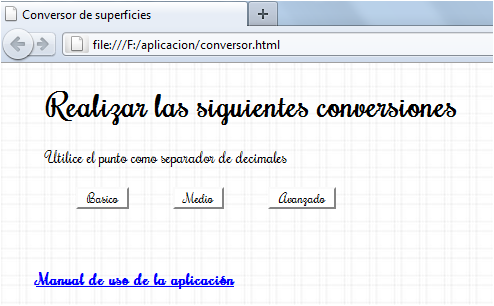 Conversor de superficies
file:///F:/aplicacion/conversor.html
Realizar las siguientes conversiones
Utilice el punto como separador de decimales
Basico Medio Avanzado
Manual de uso de la aplicación